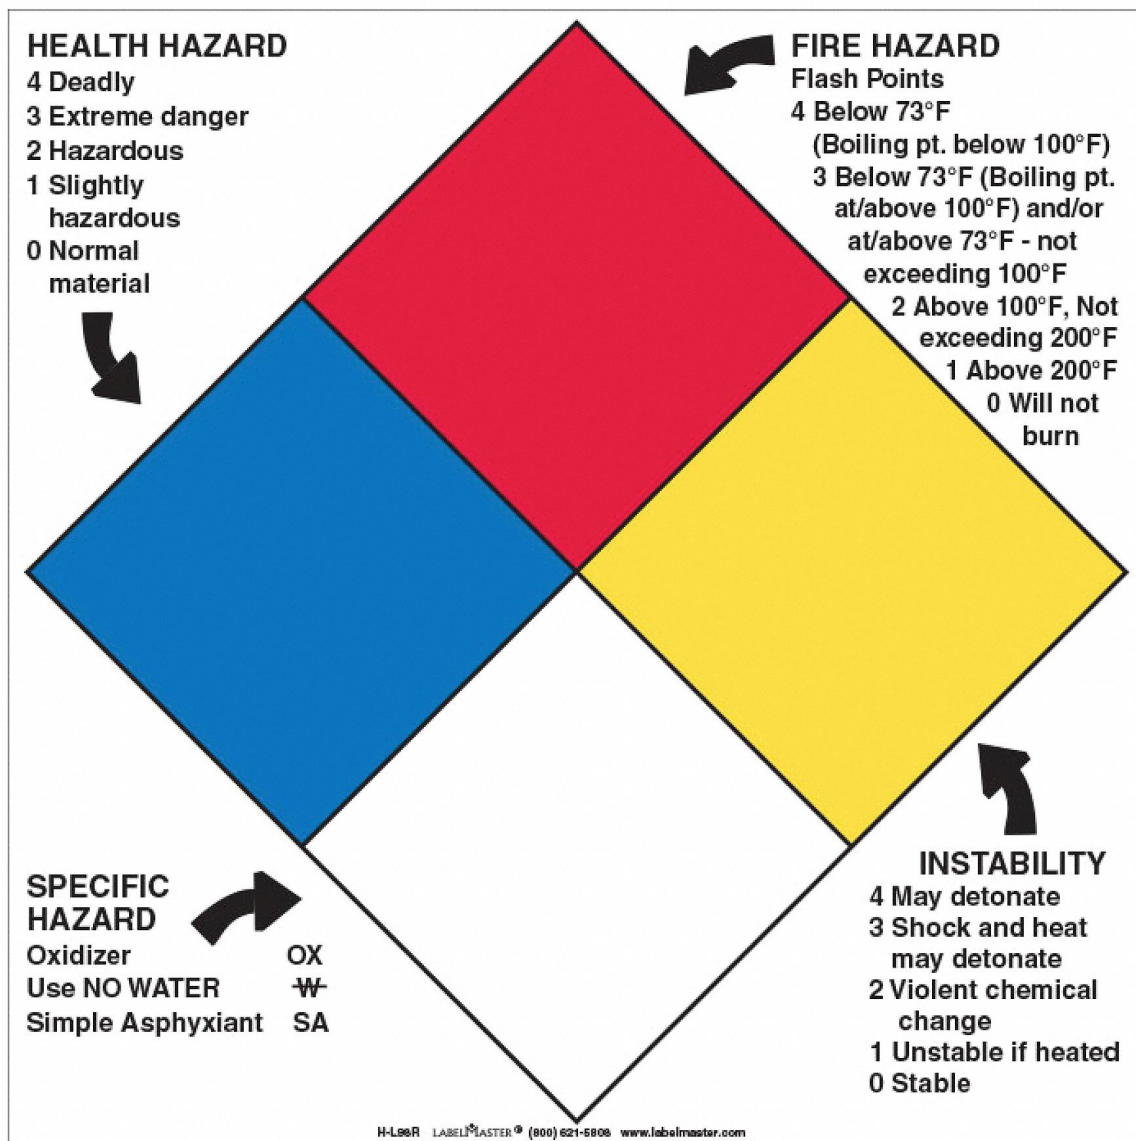 HEALTH HAZARD
4 Deadly
3 Extreme danger
2 Hazardous
1 Slightly
hazardous
0 Normal
material
FIRE HAZARD
Flash Points
4 Below 73°F
(Boiling pt. below 100°F)
3 Below 73°F (Boiling pt.
at/above 100°F) and/or
at/above 73°F - not
exceeding 100°F
2 Above 100°F, Not
exceeding 200°F
1 Above 200°F
0 Will not
burn
SPECIFIC
HAZARD
Oxidizer OX
Use NO WATER W̶
Simple Asphyxiant SA
INSTABILITY
4 May detonate
3 Shock and heat
may detonate
2 Violent chemical
change
1 Unstable if heated
0 Stable
H-L98R LABELMASTER® (800) 621-5808 www.labelmaster.com